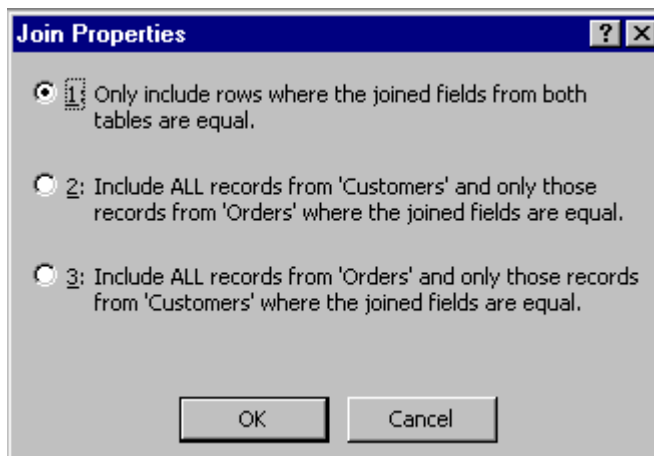 Join Properties
1: Only include rows where the joined fields from both
tables are equal.
2: Include ALL records from 'Customers' and only those
records from 'Orders' where the joined fields are equal.
3: Include ALL records from 'Orders' and only those records
from 'Customers' where the joined fields are equal.
OK Cancel